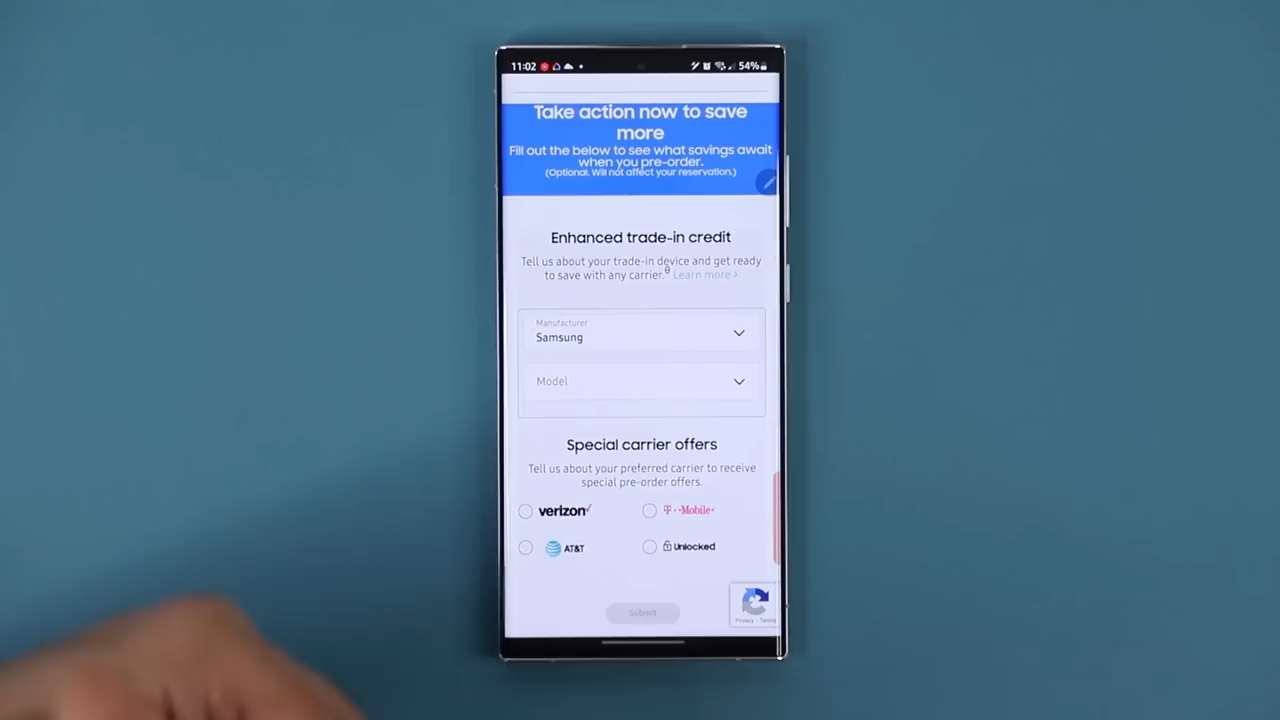 11:02 54%
Take action now to save
more
Fill out the below to see what savings await
when you pre-order.
(Optional. Will not affect your reservation.)
Enhanced trade-in credit
Tell us about your trade-in device and get ready
to save with any carrier.θ Learn more >
Manufacturer
Samsung
Model
Special carrier offers
Tell us about your preferred carrier to receive
special pre-order offers.
verizon✓ T··Mobile·
AT&T Unlocked
Submit
Privacy - Terms